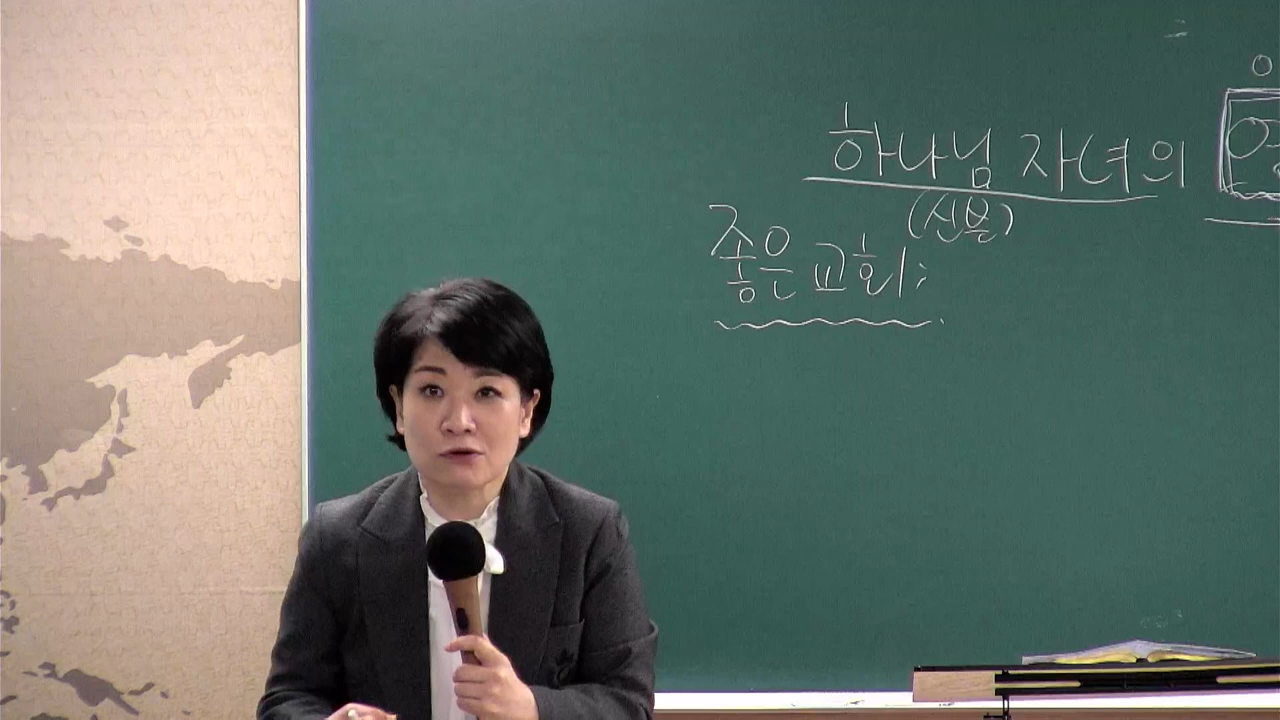 하나님 자녀의
(신분)
좋은 교회: